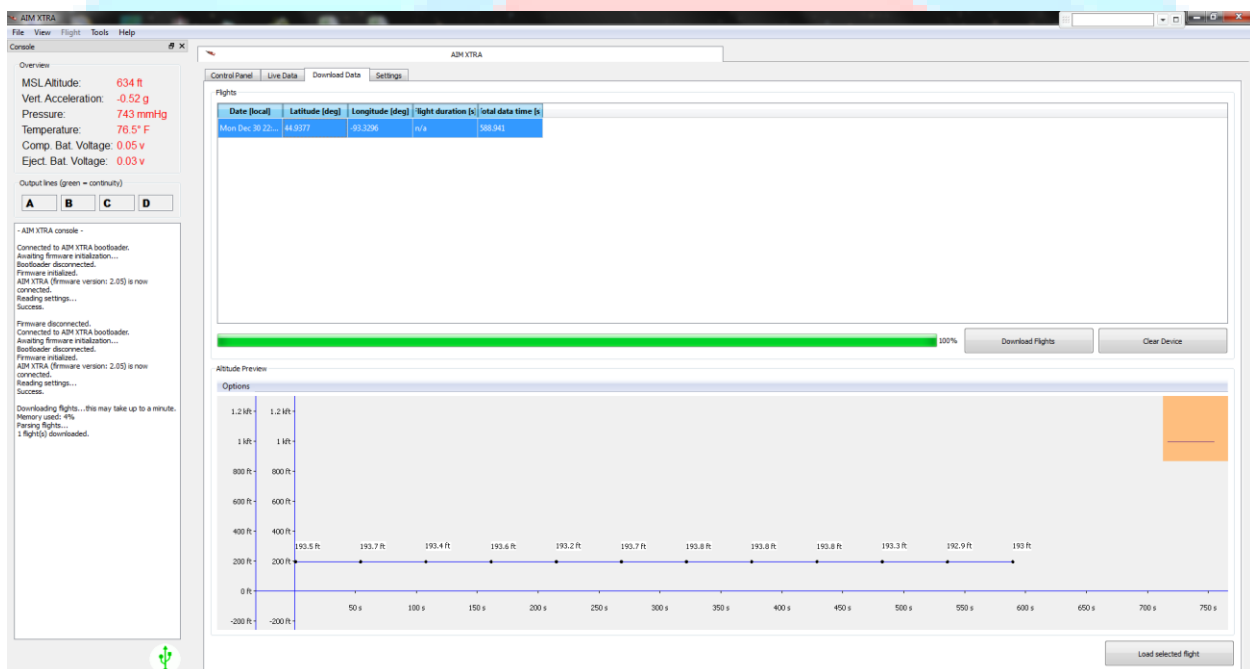 AIM XTRA
File View Flight Tools Help
Console
Overview
MSL Altitude: 634 ft
Vert. Acceleration: -0.52 g
Pressure: 743 mmHg
Temperature: 76.5° F
Comp. Bat. Voltage: 0.05 v
Eject. Bat. Voltage: 0.03 v
Output lines (green = continuity)
A B C D
- AIM XTRA console -
Connected to AIM XTRA bootloader.
Awaiting firmware initialization...
Bootloader disconnected.
Firmware initialized.
AIM XTRA (firmware version: 2.05) is now
connected.
Reading settings...
Success.
Firmware disconnected.
Connected to AIM XTRA bootloader.
Awaiting firmware initialization...
Bootloader disconnected.
Firmware initialized.
AIM XTRA (firmware version: 2.05) is now
connected.
Reading settings...
Success.
Downloading flights...this may take up to a minute.
Memory used: 4%
Parsing flights...
1 flight(s) downloaded.
AIM XTRA
Control Panel Live Data Download Data Settings
Flights
Date [local] Latitude [deg] Longitude [deg] light duration [s] otal data time [s
Mon Dec 30 22:... 44.9377 -93.3296 n/a 588.941
100% Download Flights Clear Device
Altitude Preview
Options
1.2 kft 1.2 kft
1 kft 1 kft
800 ft 800 ft
600 ft 600 ft
400 ft 400 ft
193.5 ft 193.7 ft 193.4 ft 193.6 ft 193.2 ft 193.7 ft 193.8 ft 193.8 ft 193.8 ft 193.3 ft 192.9 ft 193 ft
200 ft 200 ft
0 ft
50 s 100 s 150 s 200 s 250 s 300 s 350 s 400 s 450 s 500 s 550 s 600 s 650 s 700 s 750 s
-200 ft -200 ft
Load selected flight